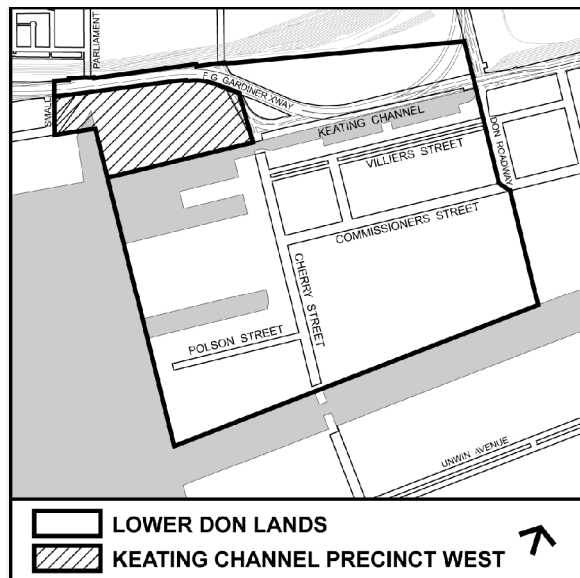 PARLIAMENT
SMALL
F.G. GARDINER XWAY
KEATING CHANNEL
VILLIERS STREET
DON ROADWAY
COMMISSIONERS STREET
CHERRY STREET
POLSON STREET
UNWIN AVENUE
LOWER DON LANDS
KEATING CHANNEL PRECINCT WEST